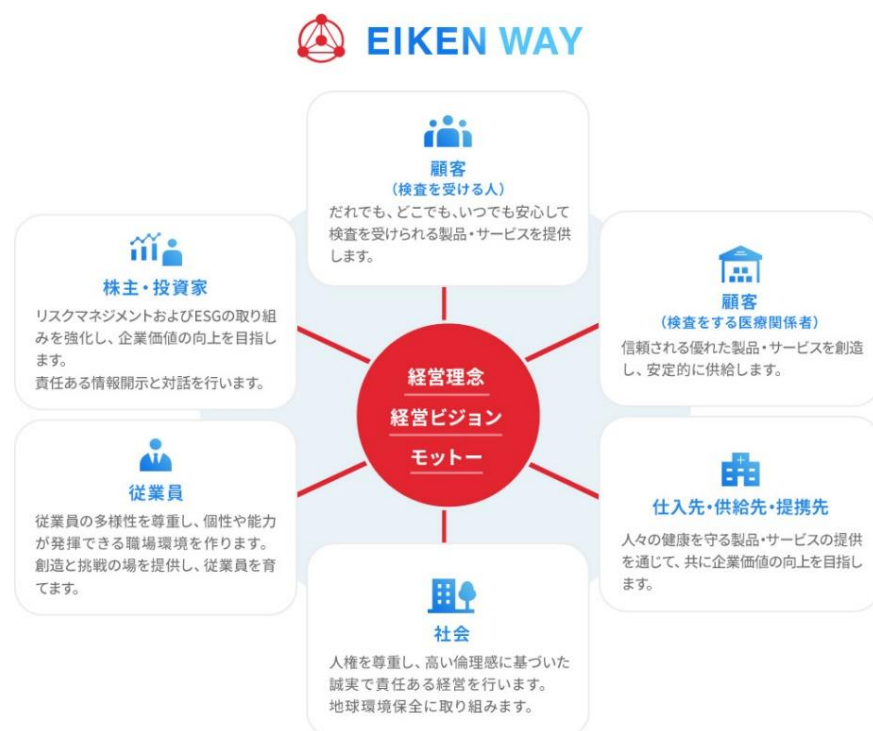 EIKEN WAY
顧客
（検査を受ける人）
だれでも、どこでも、いつでも安心して
検査を受けられる製品・サービスを提供
します。
株主・投資家
リスクマネジメントおよびESGの取り組
みを強化し、企業価値の向上を目指し
ます。
責任ある情報開示と対話を行います。
顧客
（検査をする医療関係者）
信頼される優れた製品・サービスを創造
し、安定的に供給します。
経営理念
経営ビジョン
モットー
従業員
従業員の多様性を尊重し、個性や能力
が発揮できる職場環境を作ります。
創造と挑戦の場を提供し、従業員を育
てます。
仕入先・供給先・提携先
人々の健康を守る製品・サービスの提供
を通じて、共に企業価値の向上を目指し
ます。
社会
人権を尊重し、高い倫理感に基づいた
誠実で責任ある経営を行います。
地球環境保全に取り組みます。